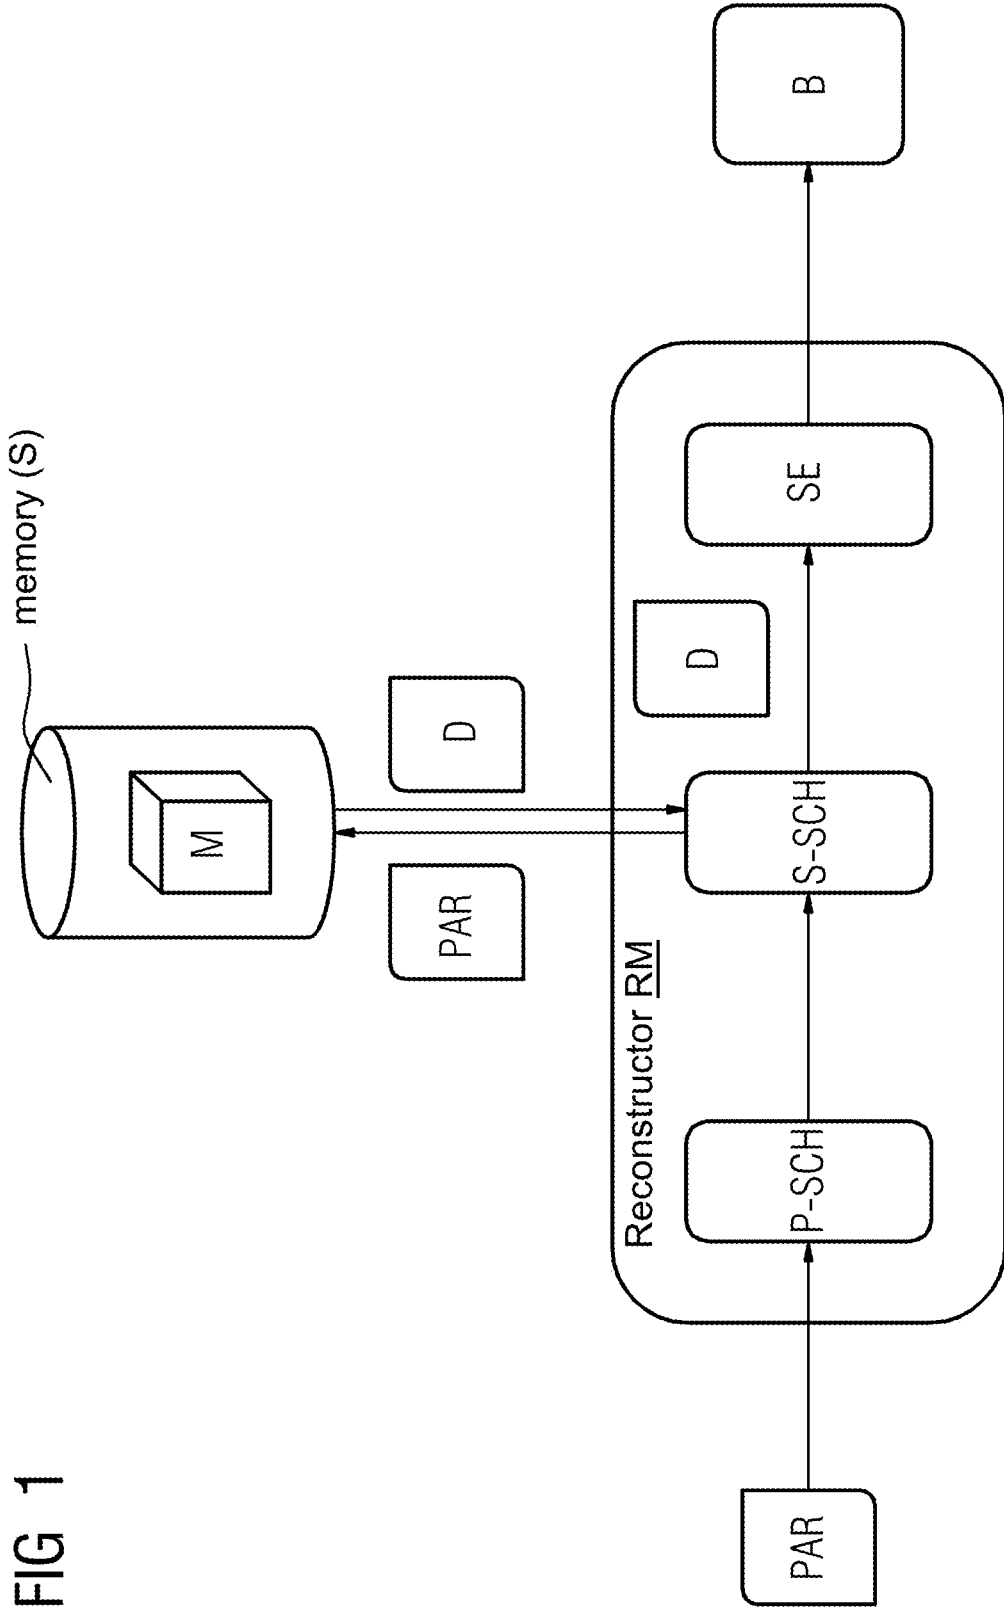 FIG 1
memory (S)
M
PAR
D
Reconstructor RM
D
PAR
P-SCH
S-SCH
SE
B